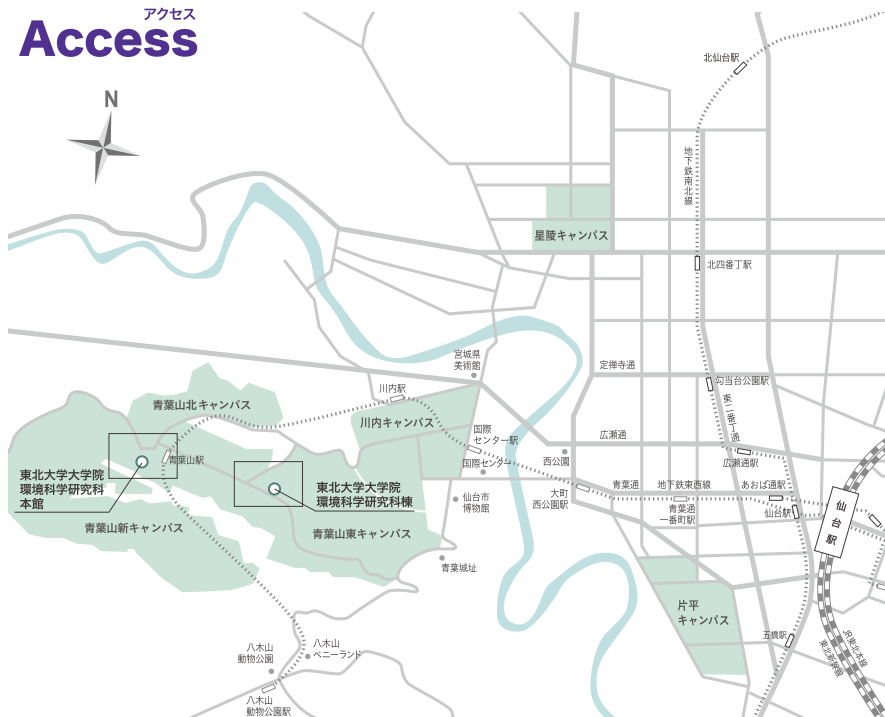 アクセス
Access
N
北仙台駅
地下鉄南北線
星陵キャンパス
北四番丁駅
宮城県
美術館
定禅寺通
勾当台公園駅
川内駅
東二番丁通
青葉山北キャンパス
川内キャンパス
国際
センター駅
広瀬通
広瀬通駅
青葉山駅
国際センター
西公園
東北大学大学院
環境科学研究科
本館
東北大学大学院
環境科学研究科棟
大町
西公園駅
青葉通
地下鉄東西線
あおば通駅
仙台市
博物館
青葉通
一番町駅
仙台駅
仙台駅
青葉山新キャンパス
青葉山東キャンパス
青葉城址
片平
キャンパス
五橋駅
JR東北本線
東北新幹線
八木山
動物公園
八木山
ベニーランド
八木山
動物公園駅